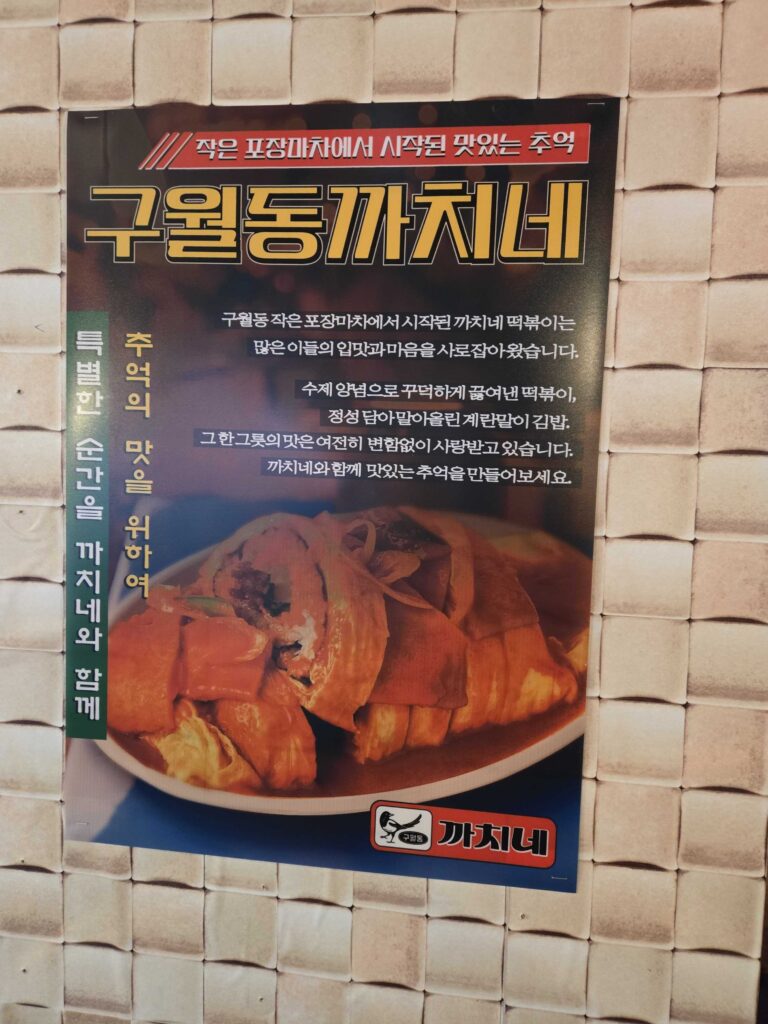 작은 포장마차에서 시작된 맛있는 추억
구월동까치네
구월동 작은 포장마차에서 시작된 까치네 떡볶이는
많은 이들의 입맛과 마음을 사로잡아 왔습니다.
수제 양념으로 꾸덕하게 끓여낸 떡볶이,
정성 담아 말아올린 계란말이 김밥.
그 한 그릇의 맛은 여전히 변함없이 사랑받고 있습니다.
까치네와 함께 맛있는 추억을 만들어보세요.
추억의 맛을 위하여
특별한 순간을 까치네와 함께
구월동
까치네